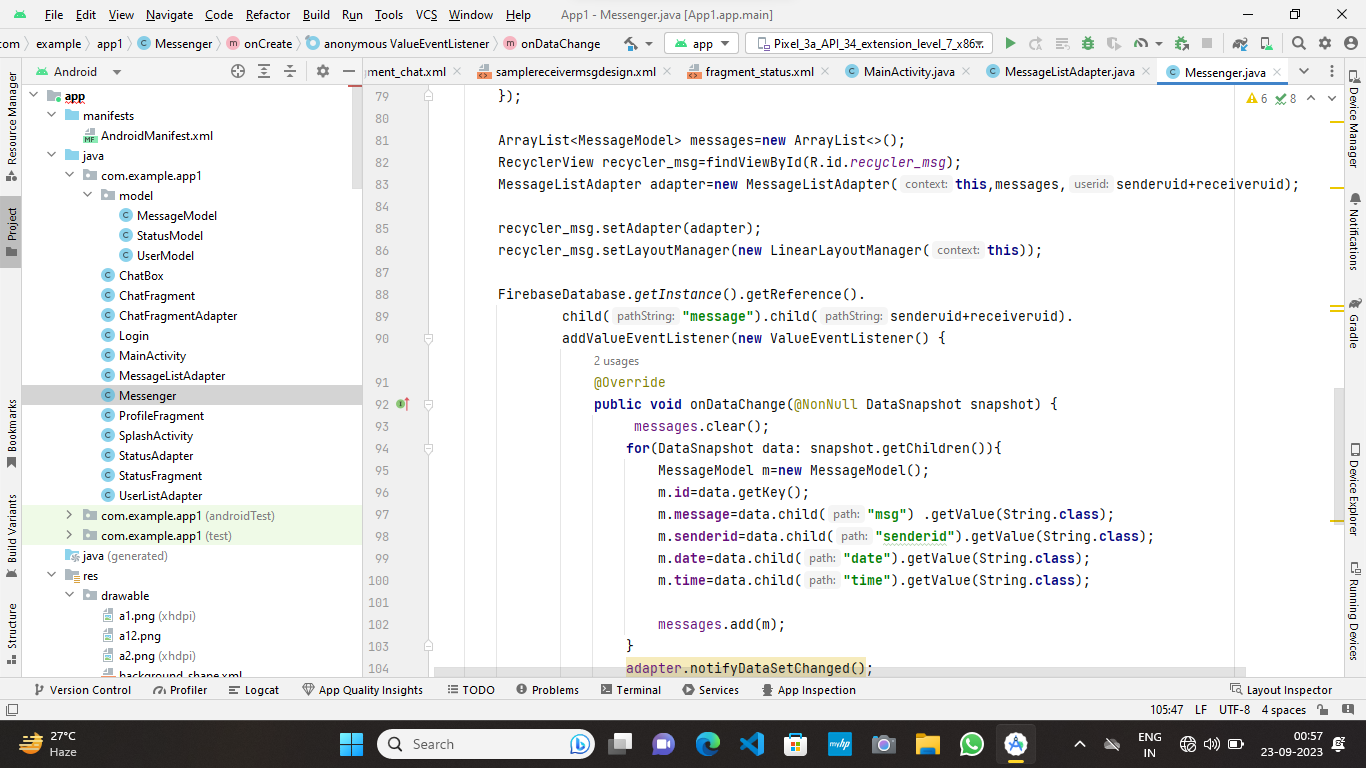 File Edit View Navigate Code Refactor Build Run Tools VCS Window Help App1 - Messenger.java [App1.app.main]
com example app1 Messenger onCreate anonymous ValueEventListener onDataChange app Pixel_3a_API_34_extension_level_7_x86...
Android gment_chat.xml samplereceivermsgdesign.xml fragment_status.xml MainActivity.java MessageListAdapter.java Messenger.java
Resource Manager
Project
Bookmarks
Build Variants
Structure
app
manifests
AndroidManifest.xml
java
com.example.app1
model
MessageModel
StatusModel
UserModel
ChatBox
ChatFragment
ChatFragmentAdapter
Login
MainActivity
MessageListAdapter
Messenger
ProfileFragment
SplashActivity
StatusAdapter
StatusFragment
UserListAdapter
com.example.app1 (androidTest)
com.example.app1 (test)
java (generated)
res
drawable
a1.png (xhdpi)
a12.png
a2.png (xhdpi)
background_shape.xml
6 8
79 });
80
81 ArrayList<MessageModel> messages=new ArrayList<>();
82 RecyclerView recycler_msg=findViewById(R.id.recycler_msg);
83 MessageListAdapter adapter=new MessageListAdapter( context: this,messages, userid: senderuid+receiveruid);
84
85 recycler_msg.setAdapter(adapter);
86 recycler_msg.setLayoutManager(new LinearLayoutManager( context: this));
87
88 FirebaseDatabase.getInstance().getReference().
89 child( pathString: "message").child( pathString: senderuid+receiveruid).
90 addValueEventListener(new ValueEventListener() {
2 usages
91 @Override
92 public void onDataChange(@NonNull DataSnapshot snapshot) {
93 messages.clear();
94 for(DataSnapshot data: snapshot.getChildren()){
95 MessageModel m=new MessageModel();
96 m.id=data.getKey();
97 m.message=data.child( path: "msg") .getValue(String.class);
98 m.senderid=data.child( path: "senderid").getValue(String.class);
99 m.date=data.child( path: "date").getValue(String.class);
100 m.time=data.child( path: "time").getValue(String.class);
101
102 messages.add(m);
103 }
104 adapter.notifyDataSetChanged();
Device Manager
Notifications
Gradle
Device Explorer
Running Devices
Version Control Profiler Logcat App Quality Insights TODO Problems Terminal Services App Inspection Layout Inspector
105:47 LF UTF-8 4 spaces
27°C
Haze
Search
ENG
IN
00:57
23-09-2023